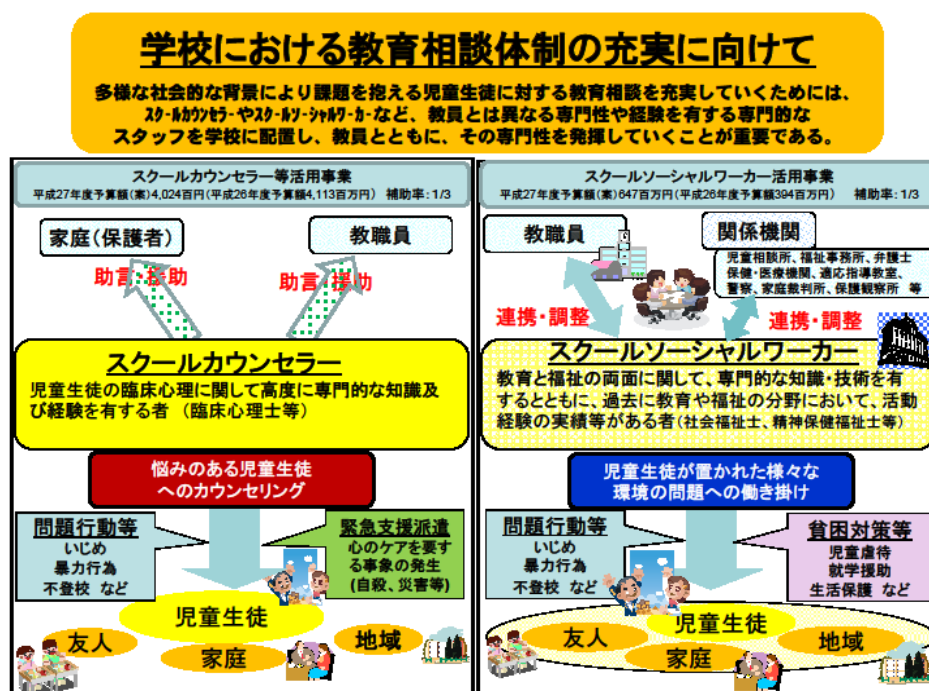 学校における教育相談体制の充実に向けて
多様な社会的な背景により課題を抱える児童生徒に対する教育相談を充実していくためには、
ｽｸｰﾙｶｳﾝｾﾗｰやｽｸｰﾙｿｰｼｬﾙﾜｰｶｰなど、教員とは異なる専門性や経験を有する専門的な
スタッフを学校に配置し、教員とともに、その専門性を発揮していくことが重要である。
スクールカウンセラー等活用事業
平成27年度予算額(案)4,024百円(平成26年度予算額4,113百万円) 補助率:1/3
家庭(保護者)
教職員
助言・援助
助言・援助
スクールカウンセラー
児童生徒の臨床心理に関して高度に専門的な知識及
び経験を有する者 (臨床心理士等)
悩みのある児童生徒
へのカウンセリング
問題行動等
いじめ
暴力行為
不登校 など
緊急支援派遣
心のケアを要す
る事象の発生
(自殺、災害等)
児童生徒
友人
家庭
地域
スクールソーシャルワーカー活用事業
平成27年度予算額(案)647百万円(平成26年度予算額394百万円) 補助率:1/3
教職員
関係機関
児童相談所、福祉事務所、弁護士
保健・医療機関、適応指導教室、
警察、家庭裁判所、保護観察所 等
連携・調整
連携・調整
スクールソーシャルワーカー
教育と福祉の両面に関して、専門的な知識・技術を有
するとともに、過去に教育や福祉の分野において、活動
経験の実績等がある者(社会福祉士、精神保健福祉士等)
児童生徒が置かれた様々な
環境の問題への働き掛け
問題行動等
いじめ
暴力行為
不登校 など
貧困対策等
児童虐待
就学援助
生活保護 など
児童生徒
友人
家庭
地域